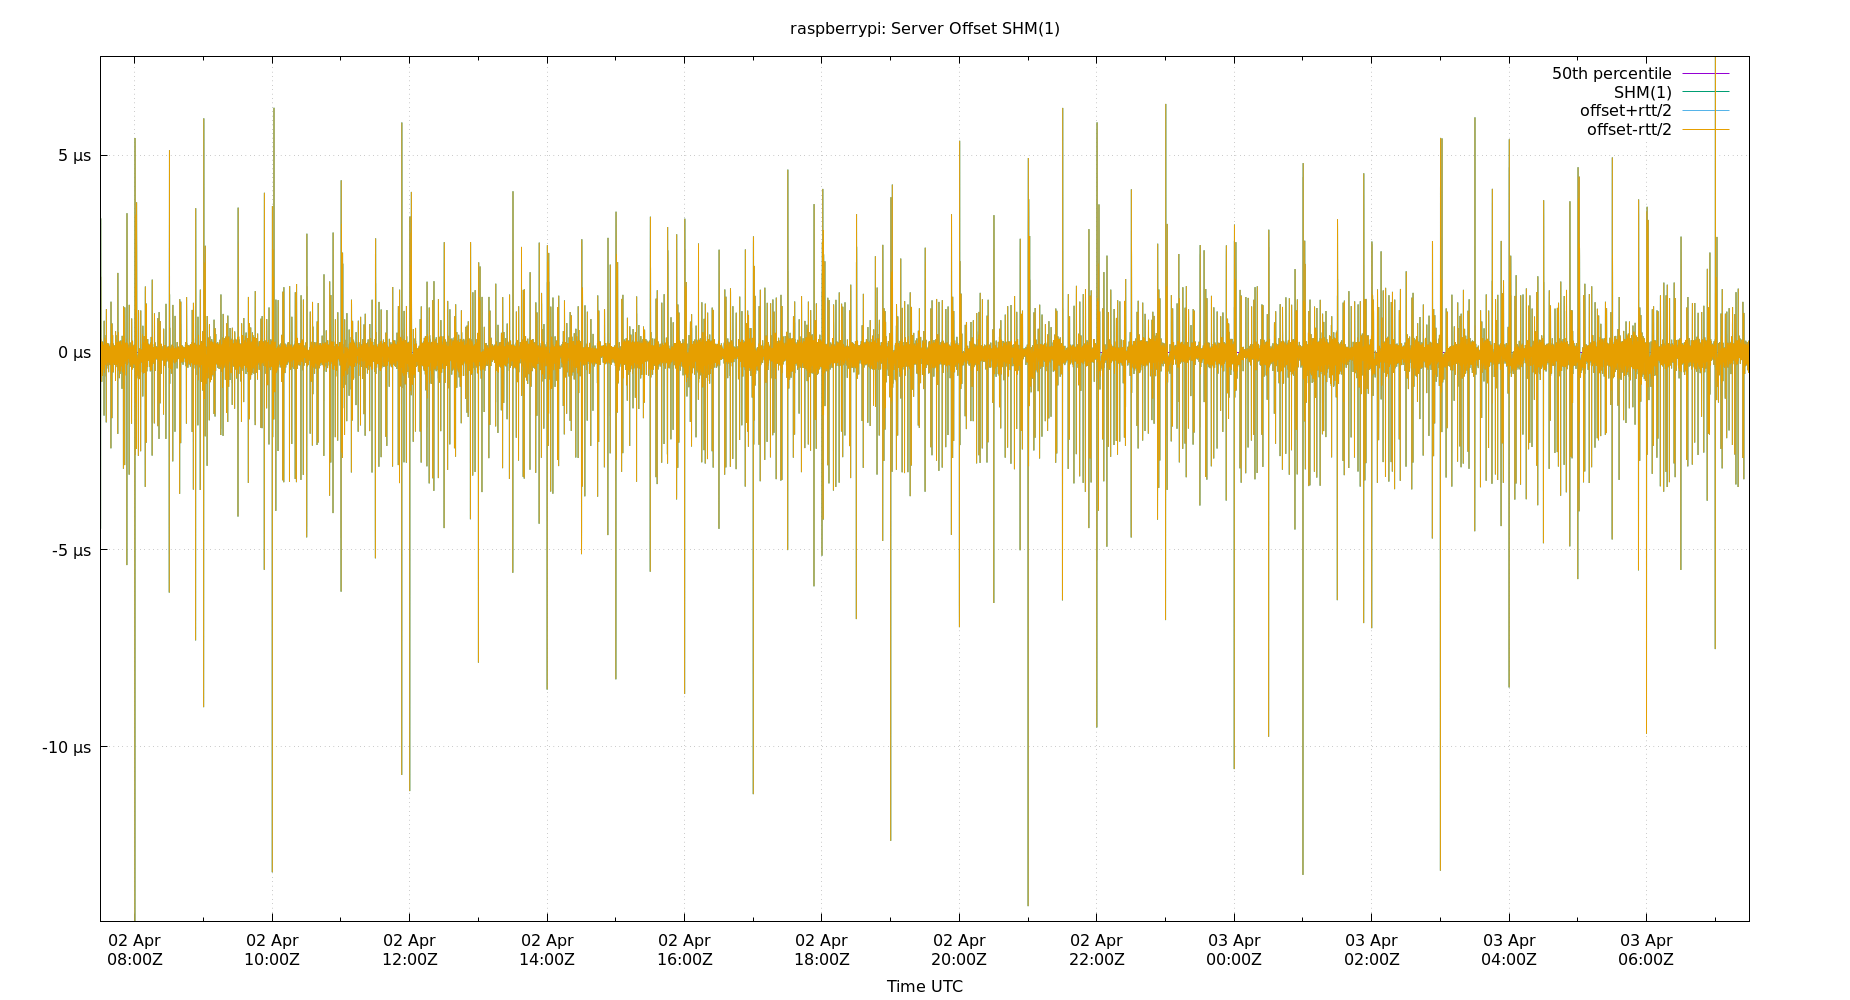 raspberrypi: Server Offset SHM(1)
50th percentile
SHM(1)
offset+rtt/2
offset-rtt/2
5 µs
0 µs
-5 µs
-10 µs
02 Apr 02 Apr 02 Apr 02 Apr 02 Apr 02 Apr 02 Apr 02 Apr 03 Apr 03 Apr 03 Apr 03 Apr
08:00Z 10:00Z 12:00Z 14:00Z 16:00Z 18:00Z 20:00Z 22:00Z 00:00Z 02:00Z 04:00Z 06:00Z
Time UTC